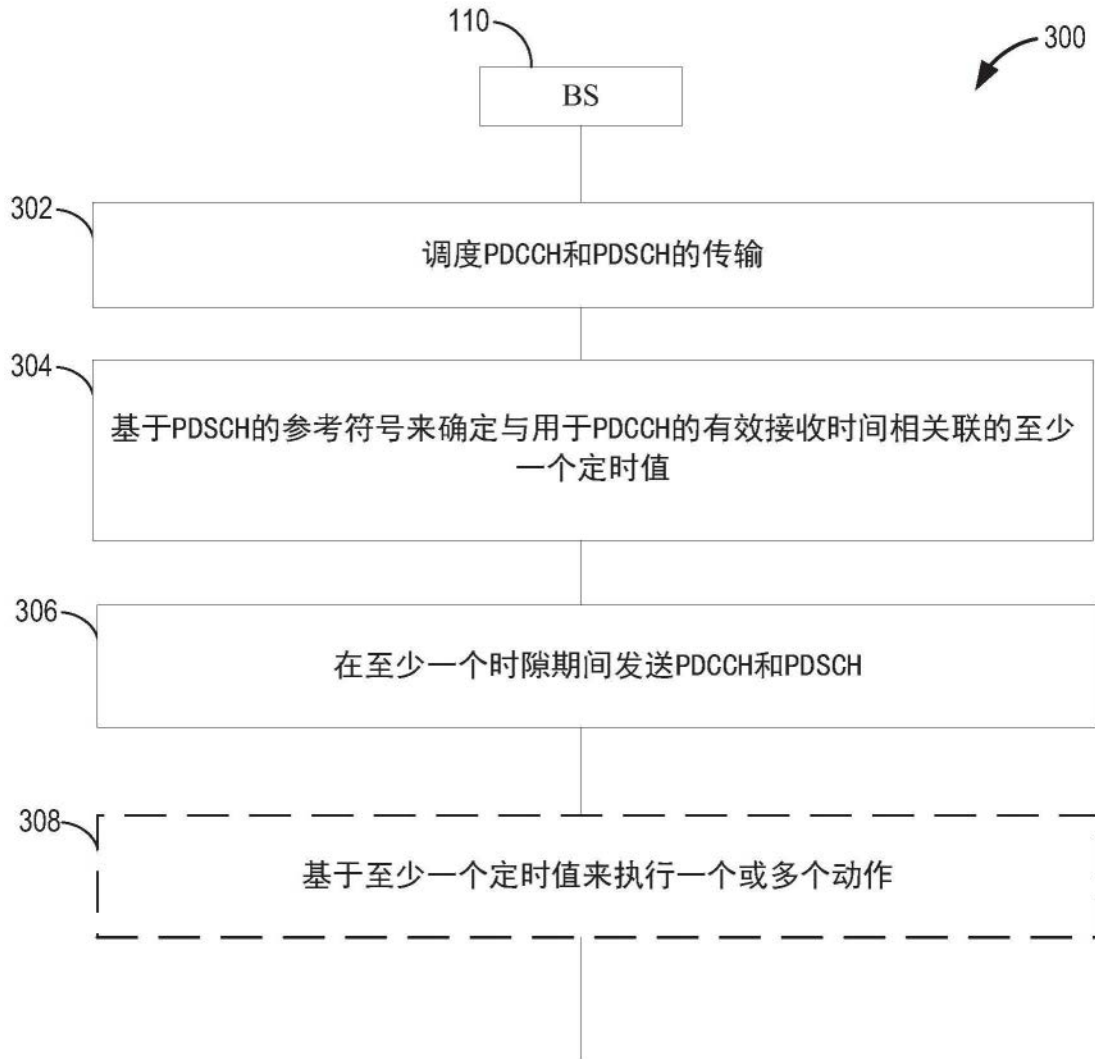 110
300
BS
302
调度PDCCH和PDSCH的传输
304
基于PDSCH的参考符号来确定与用于PDCCH的有效接收时间相关联的至少
一个定时值
306
在至少一个时隙期间发送PDCCH和PDSCH
308
基于至少一个定时值来执行一个或多个动作